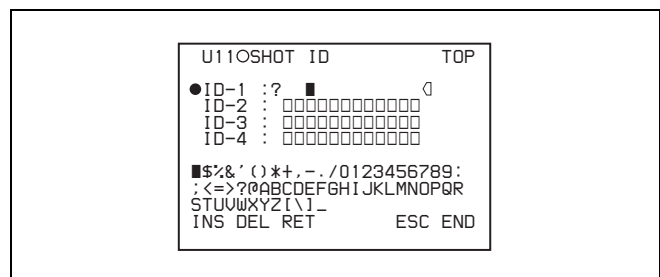 U11○SHOT ID TOP
●ID-1 :? ■ ◁
ID-2 : □□□□□□□□□□□□
ID-3 : □□□□□□□□□□□□
ID-4 : □□□□□□□□□□□□
■$%&'()*+,-./0123456789:
;<=>?@ABCDEFGHIJKLMNOPQR
STUVWXYZ[\]_
INS DEL RET ESC END